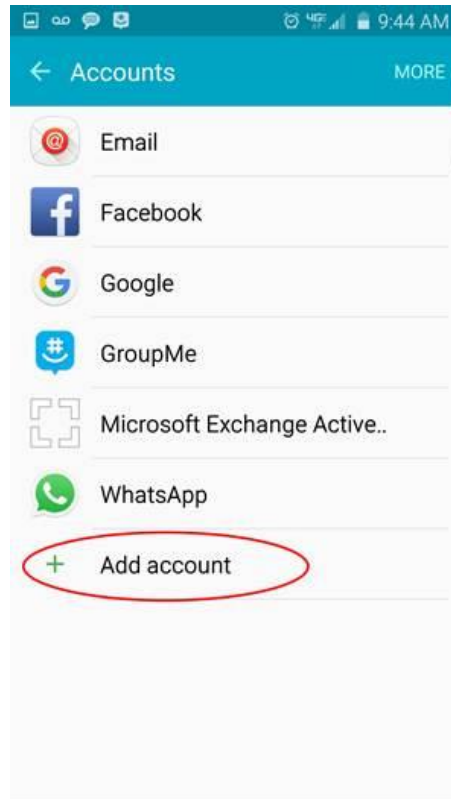 9:44 AM
Accounts MORE
Email
Facebook
Google
GroupMe
Microsoft Exchange Active..
WhatsApp
+ Add account